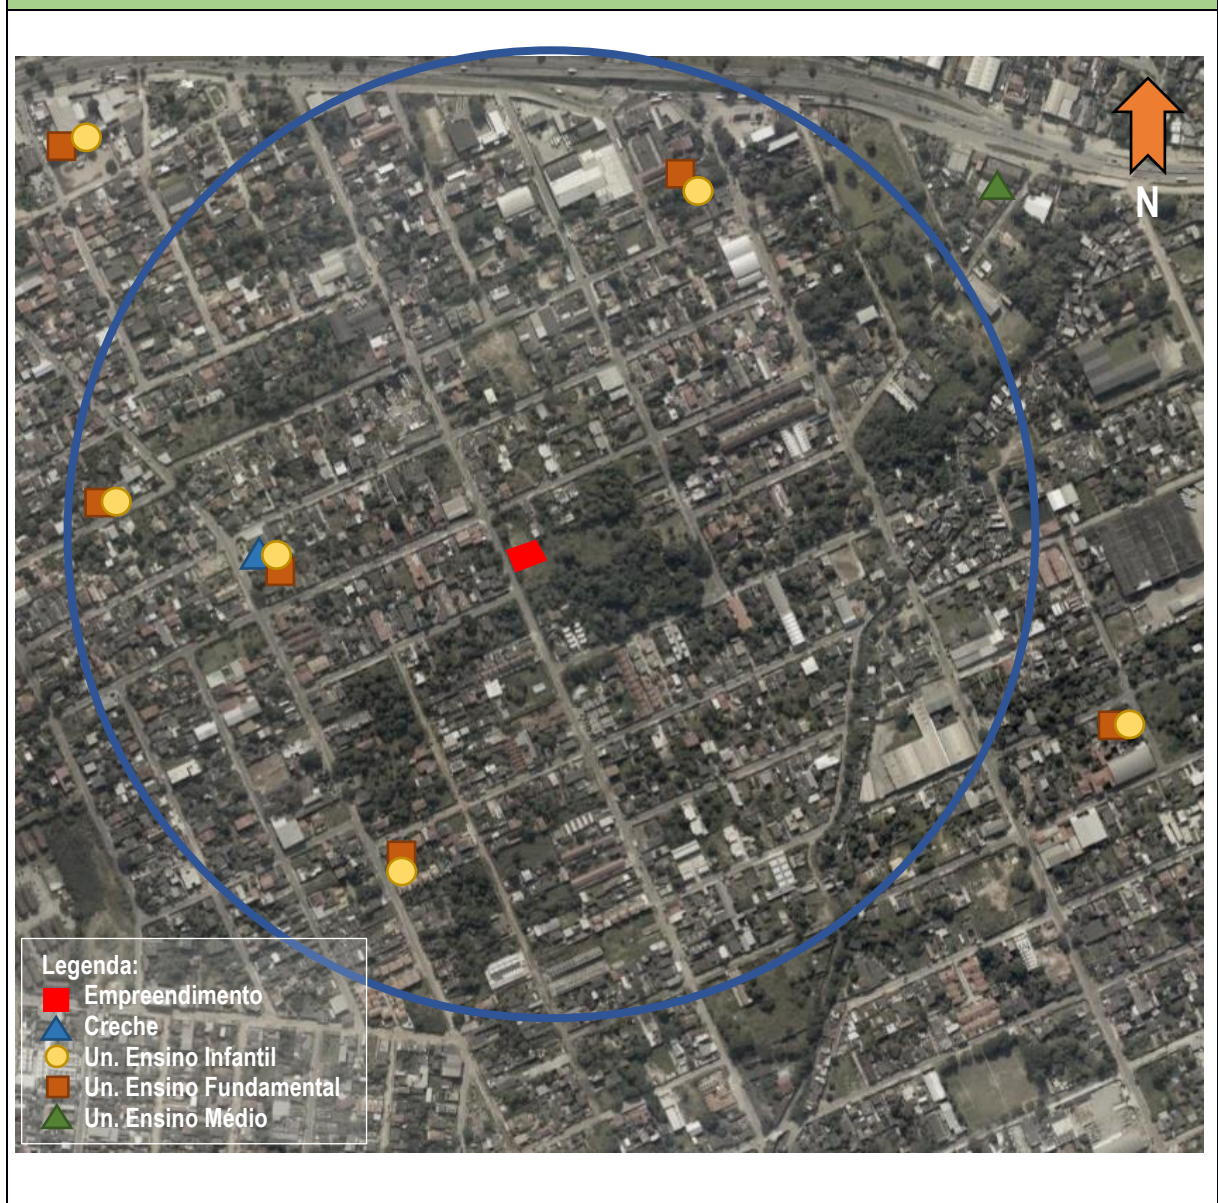 N
Legenda:
Empreendimento
Creche
Un. Ensino Infantil
Un. Ensino Fundamental
Un. Ensino Médio